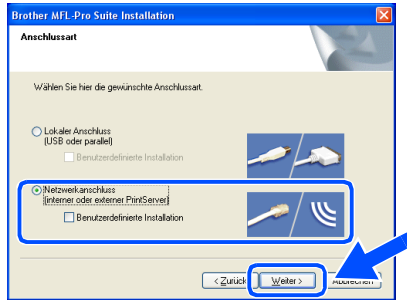 Brother MFL-Pro Suite Installation
Anschlussart
Wählen Sie hier die gewünschte Anschlussart.
Lokaler Anschluss
(USB oder parallel)
Benutzerdefinierte Installation
Netzwerkanschluss
(interner oder externer PrintServer)
Benutzerdefinierte Installation
< Zurück
Weiter >
Abbrechen